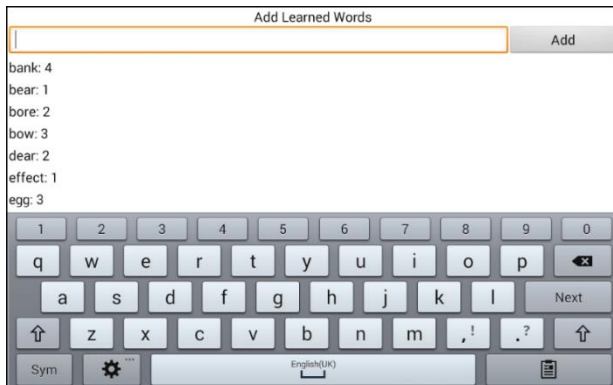 Add Learned Words
Add
bank: 4
bear: 1
bore: 2
bow: 3
dear: 2
effect: 1
egg: 3
1 2 3 4 5 6 7 8 9 0
q w e r t y u i o p
a s d f g h j k l Next
z x c v b n m , ! . ?
Sym ... English(UK)